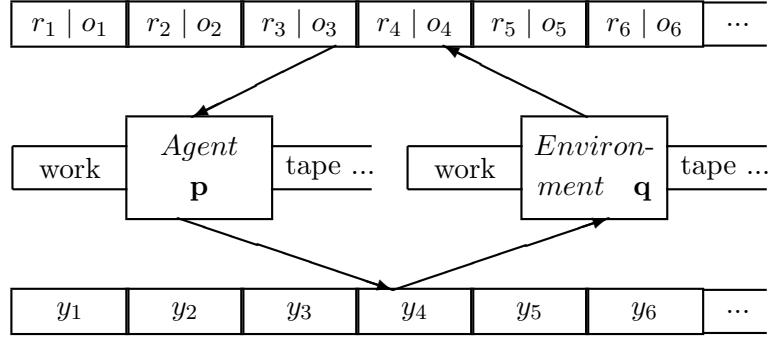 r₁ | o₁ r₂ | o₂ r₃ | o₃ r₄ | o₄ r₅ | o₅ r₆ | o₆ ...
work Agent p tape ... work Environ- ment q tape ...
y₁ y₂ y₃ y₄ y₅ y₆ ...